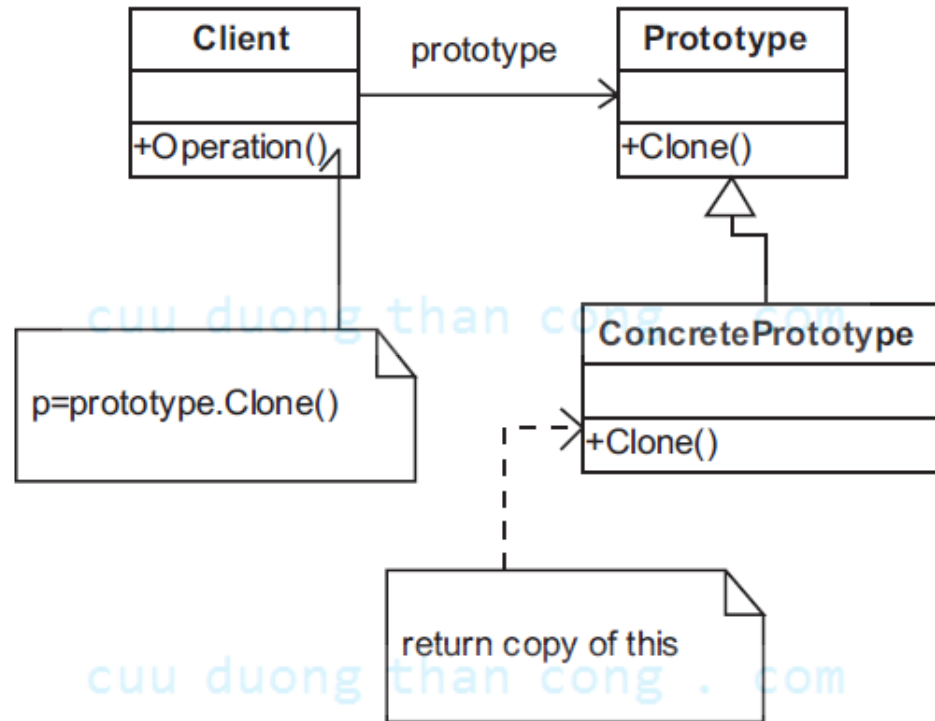 Client
prototype
Prototype
+Operation()
+Clone()
cuu duong than cong . com
ConcretePrototype
p=prototype.Clone()
+Clone()
return copy of this
cuu duong than cong . com